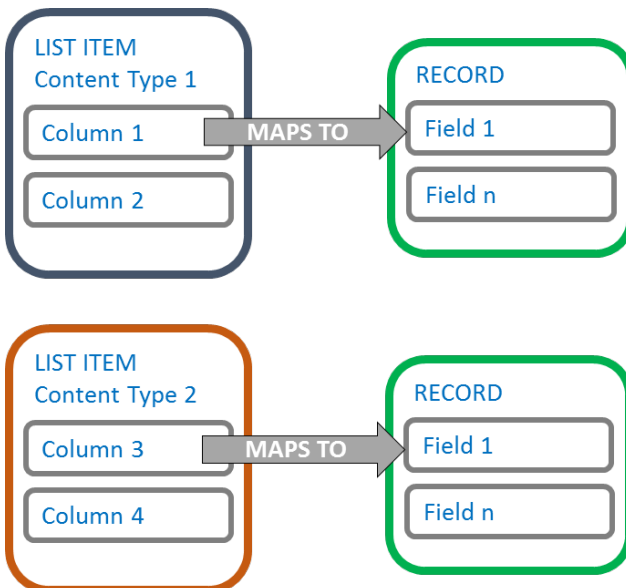 LIST ITEM
Content Type 1
Column 1
Column 2
MAPS TO
RECORD
Field 1
Field n
LIST ITEM
Content Type 2
Column 3
Column 4
MAPS TO
RECORD
Field 1
Field n